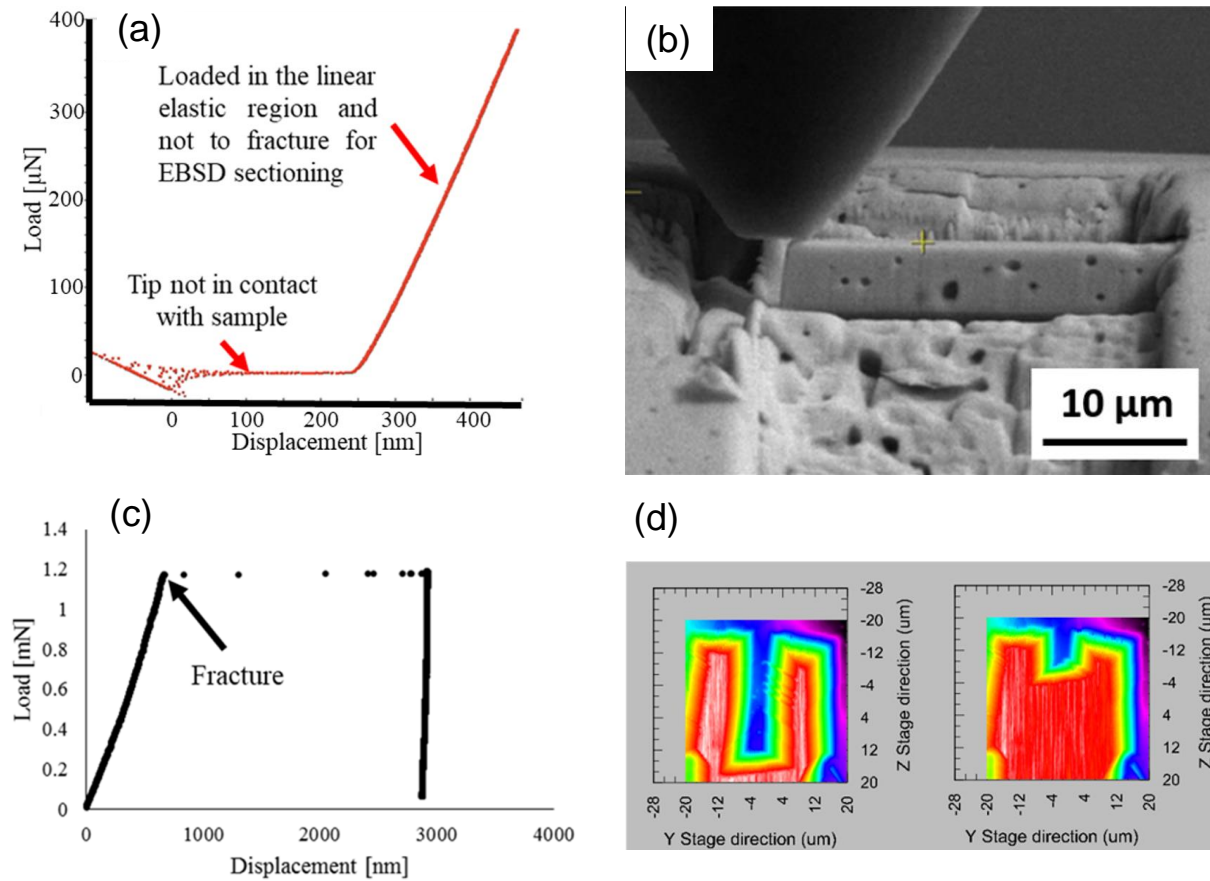 (a)
400
300
200
100
0
Load [µN]
Loaded in the linear
elastic region and
not to fracture for
EBSD sectioning
Tip not in contact
with sample
0 100 200 300 400
Displacement [nm]
(b)
10 µm
(c)
1.4
1.2
1
0.8
0.6
0.4
0.2
0
Load [mN]
Fracture
0 1000 2000 3000 4000
Displacement [nm]
(d)
-28
-20
-12
-4
4
12
20
Z Stage direction (um)
-28 -20 -12 -4 4 12 20
Y Stage direction (um)
-28
-20
-12
-4
4
12
20
Z Stage direction (um)
-28 -20 -12 -4 4 12 20
Y Stage direction (um)